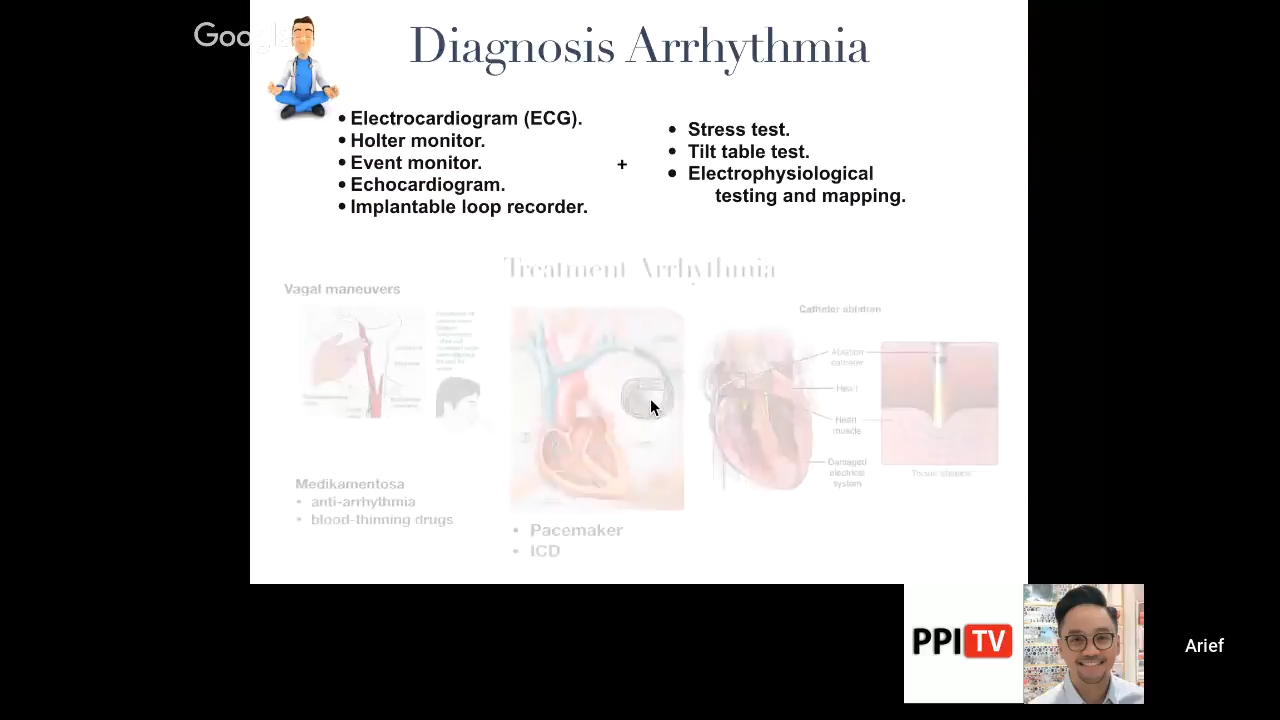 Google
Diagnosis Arrhythmia
• Electrocardiogram (ECG).
• Holter monitor.
• Event monitor.
• Echocardiogram.
• Implantable loop recorder.
+
• Stress test.
• Tilt table test.
• Electrophysiological
testing and mapping.
Treatment Arrhythmia
Vagal maneuvers
Catheter ablation
Ablation
catheter
Heart
Heart
muscle
Damaged
electrical
system
Medikamentosa
• anti-arrhythmia
• blood-thinning drugs
• Pacemaker
• ICD
PPI TV
Arief